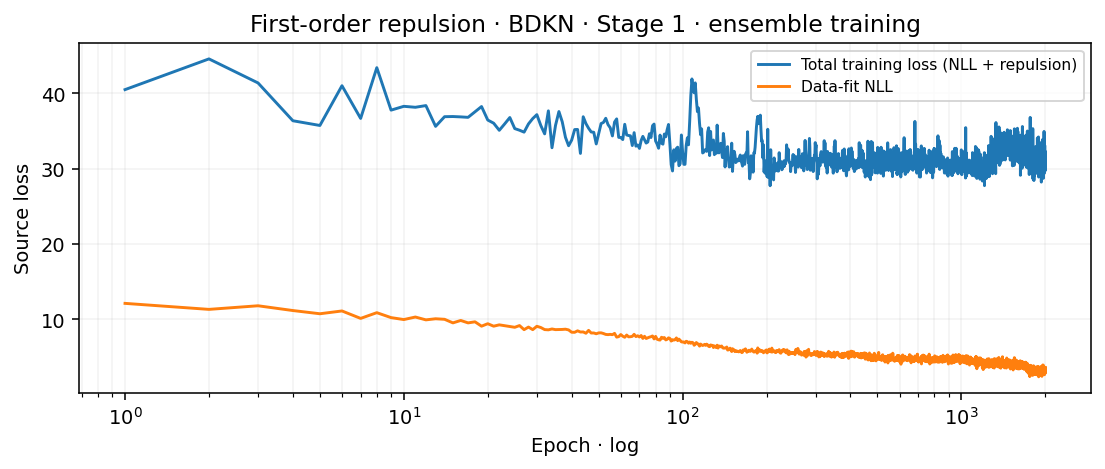 First-order repulsion · BDKN · Stage 1 · ensemble training
Total training loss (NLL + repulsion)
Data-fit NLL
Source loss
40
30
20
10
10⁰
10¹
10²
10³
Epoch · log